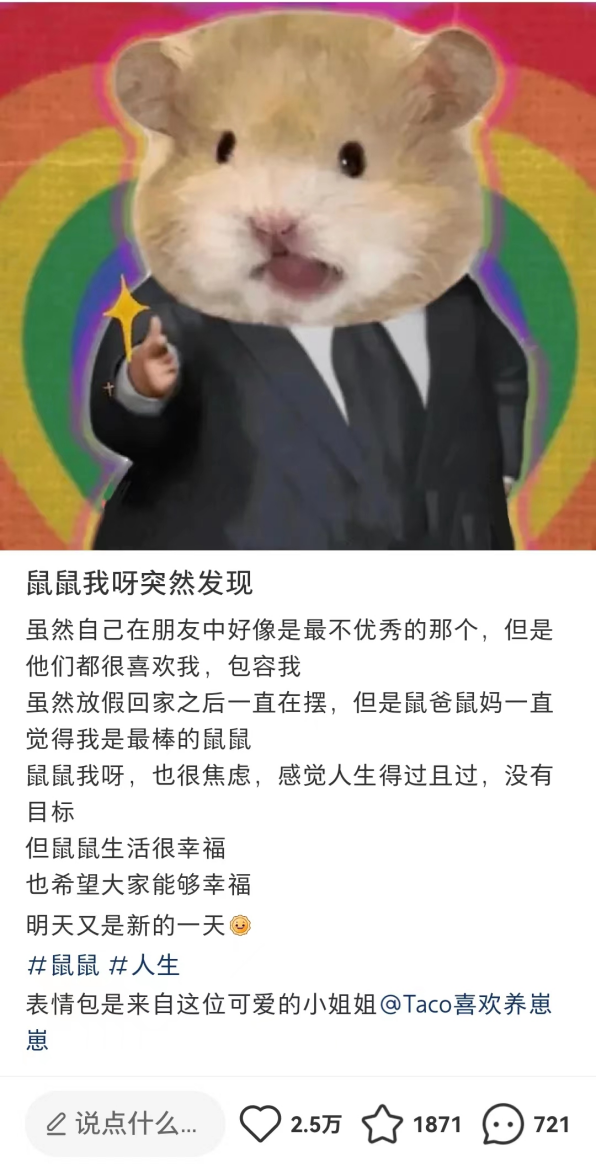 鼠鼠我呀突然发现
虽然自己在朋友中好像是最不优秀的那个，但是
他们都很喜欢我，包容我
虽然放假回家之后一直在摆，但是鼠爸鼠妈一直
觉得我是最棒的鼠鼠
鼠鼠我呀，也很焦虑，感觉人生得过且过，没有
目标
但鼠鼠生活很幸福
也希望大家能够幸福
明天又是新的一天🌞
#鼠鼠 #人生
表情包是来自这位可爱的小姐姐@Taco喜欢养崽
崽
说点什么... 2.5万 1871 721